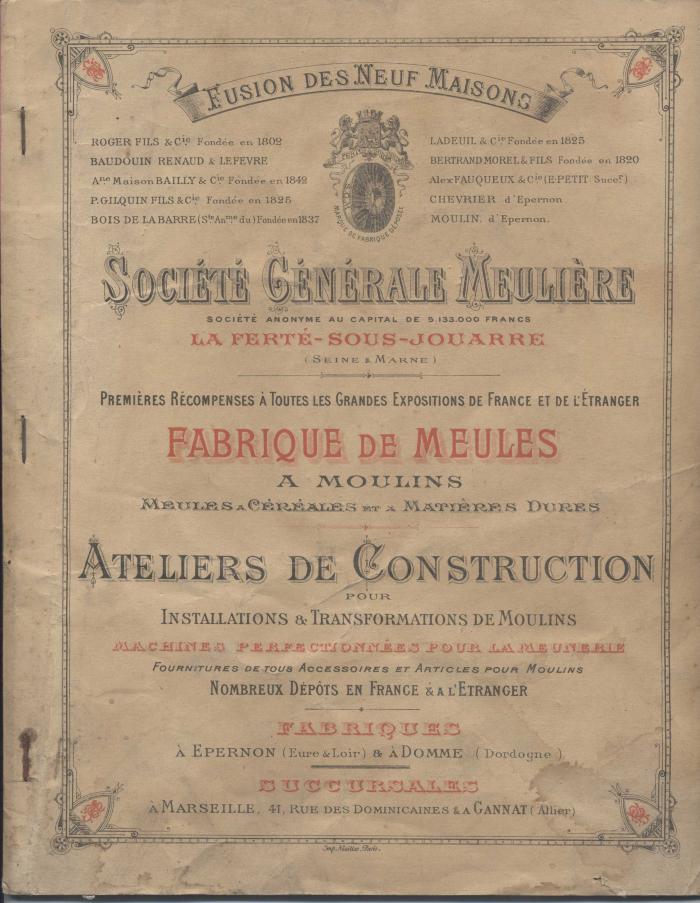 FUSION DES NEUF MAISONS
ROGER FILS & Cie Fondée en 1802
BAUDOUIN RENAUD & LEFEVRE
Ane Maison BAILLY & Cie Fondée en 1842
P. GILQUIN FILS & Cie Fondée en 1825
BOIS DE LA BARRE (Sté Anme du) Fondée en 1837
MARQUE DE FABRIQUE DÉPOSÉE
LADEUIL & Cie Fondée en 1825
BERTRAND MOREL & FILS Fondée en 1820
Alex FAUQUEUX & Cie (E. PETIT Sucer)
CHEVRIER d'Epernon
MOULIN. d'Epernon.
SOCIÉTÉ GÉNÉRALE MEULIÈRE
SOCIÉTÉ ANONYME AU CAPITAL DE 5.133.000 FRANCS
LA FERTÉ-SOUS-JOUARRE
(SEINE & MARNE)
PREMIÈRES RÉCOMPENSES À TOUTES LES GRANDES EXPOSITIONS DE FRANCE ET DE L'ÉTRANGER
FABRIQUE DE MEULES
A MOULINS
MEULES A CÉRÉALES ET A MATIÈRES DURES
ATELIERS DE CONSTRUCTION
POUR
INSTALLATIONS & TRANSFORMATIONS DE MOULINS
MACHINES PERFECTIONNÉES POUR LA MEUNERIE
FOURNITURES DE TOUS ACCESSOIRES ET ARTICLES POUR MOULINS
NOMBREUX DÉPÔTS EN FRANCE & A L'ETRANGER
FABRIQUES
À EPERNON (Eure & Loir) & À DOMME (Dordogne)
SUCCURSALES
À MARSEILLE, 41, RUE DES DOMINICAINES & A GANNAT (Allier)